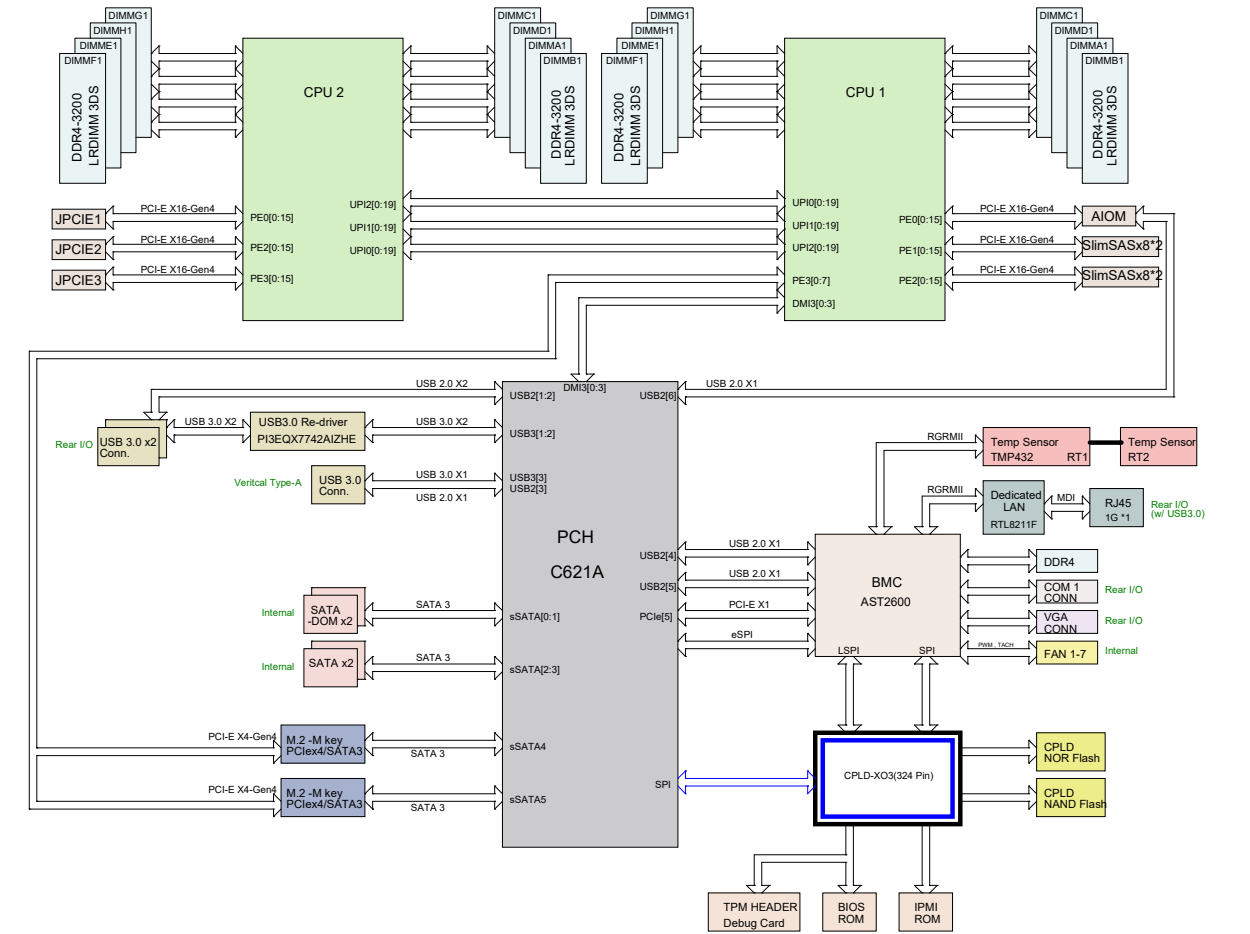 DIMMG1
DIMMH1
DIMME1
DIMMF1
DDR4-3200
LRDIMM 3DS
CPU 2
DIMMC1
DIMMD1
DIMMA1
DIMMB1
DDR4-3200
LRDIMM 3DS
DIMMG1
DIMMH1
DIMME1
DIMMF1
DDR4-3200
LRDIMM 3DS
CPU 1
DIMMC1
DIMMD1
DIMMA1
DIMMB1
DDR4-3200
LRDIMM 3DS
JPCIE1
PCI-E X16-Gen4
PE0[0:15]
JPCIE2
PCI-E X16-Gen4
PE2[0:15]
JPCIE3
PCI-E X16-Gen4
PE3[0:15]
UPI2[0:19]
UPI1[0:19]
UPI0[0:19]
UPI0[0:19]
UPI1[0:19]
UPI2[0:19]
PE3[0:7]
DMI3[0:3]
PE0[0:15]
PCI-E X16-Gen4
AIOM
PE1[0:15]
PCI-E X16-Gen4
SlimSASx8*2
PE2[0:15]
PCI-E X16-Gen4
SlimSASx8*2
DMI3[0:3]
USB 2.0 X2
USB2[1:2]
USB2[6]
USB 2.0 X1
Rear I/O
USB 3.0 x2
Conn.
USB 3.0 X2
USB3.0 Re-driver
PI3EQX7742AIZHE
USB 3.0 X2
USB3[1:2]
Veritcal Type-A
USB 3.0
Conn.
USB 3.0 X1
USB 2.0 X1
USB3[3]
USB2[3]
PCH
C621A
RGRMII
Temp Sensor
TMP432
RT1
Temp Sensor
RT2
RGRMII
Dedicated
LAN
RTL8211F
MDI
RJ45
1G *1
Rear I/O
(w/ USB3.0)
USB2[4]
USB 2.0 X1
USB2[5]
USB 2.0 X1
PCIe[5]
PCI-E X1
eSPI
BMC
AST2600
LSPI
SPI
DDR4
COM 1
CONN
Rear I/O
VGA
CONN
Rear I/O
PWM , TACH
FAN 1-7
Internal
Internal
SATA
-DOM x2
SATA 3
sSATA[0:1]
Internal
SATA x2
SATA 3
sSATA[2:3]
PCI-E X4-Gen4
M.2 -M key
PCIex4/SATA3
SATA 3
sSATA4
PCI-E X4-Gen4
M.2 -M key
PCIex4/SATA3
SATA 3
sSATA5
SPI
CPLD-XO3(324 Pin)
CPLD
NOR Flash
CPLD
NAND Flash
TPM HEADER
Debug Card
BIOS
ROM
IPMI
ROM